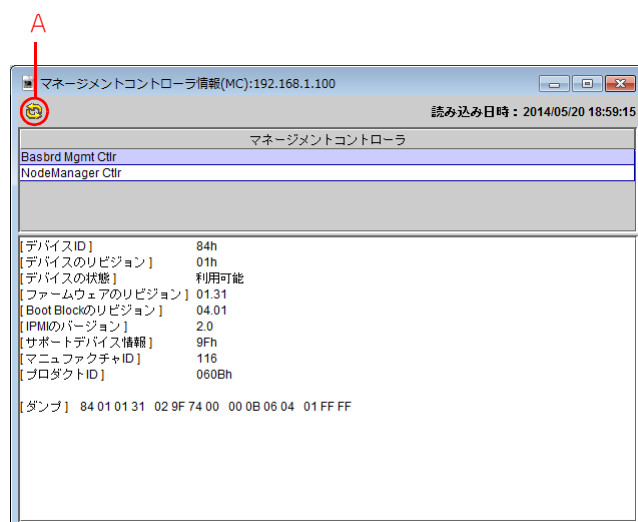 A
マネージメントコントローラ情報(MC):192.168.1.100
読み込み日時：2014/05/20 18:59:15
マネージメントコントローラ
Basbrd Mgmt Ctlr
NodeManager Ctlr
[デバイスID] 84h
[デバイスのリビジョン] 01h
[デバイスの状態] 利用可能
[ファームウェアのリビジョン] 01.31
[Boot Blockのリビジョン] 04.01
[IPMIのバージョン] 2.0
[サポートデバイス情報] 9Fh
[マニュファクチャID] 116
[プロダクトID] 060Bh
[ダンプ] 84 01 01 31 02 9F 74 00 00 0B 06 04 01 FF FF